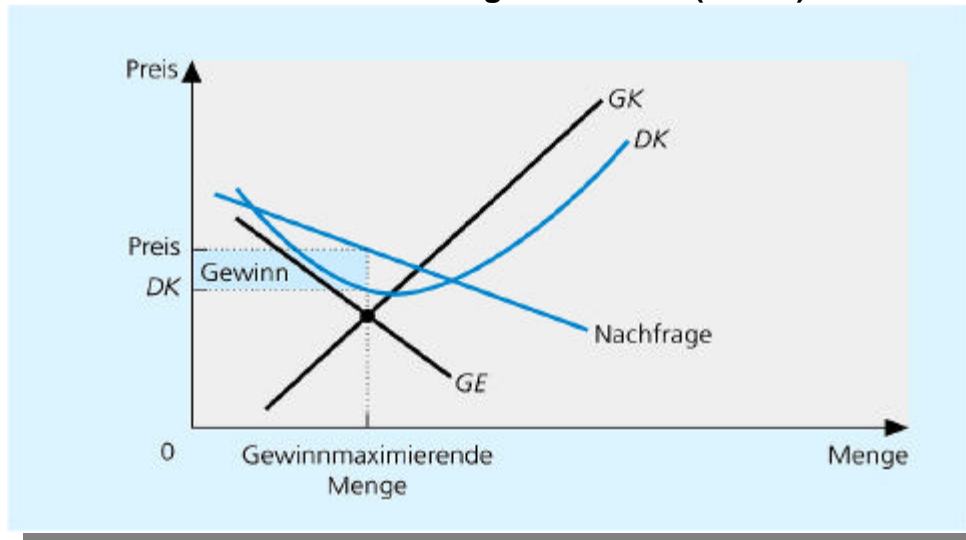 Preis
GK
DK
Preis
Gewinn
DK
Nachfrage
GE
0
Gewinnmaximierende
Menge
Menge